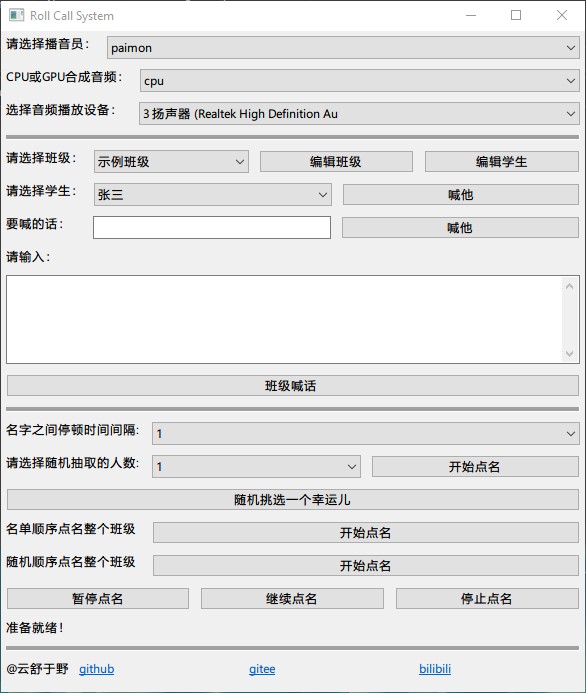 Roll Call System
请选择播音员： paimon
CPU或GPU合成音频： cpu
选择音频播放设备： 3 扬声器 (Realtek High Definition Au
请选择班级： 示例班级 编辑班级 编辑学生
请选择学生： 张三 喊他
要喊的话： 喊他
请输入：
班级喊话
名字之间停顿时间间隔: 1
请选择随机抽取的人数: 1 开始点名
随机挑选一个幸运儿
名单顺序点名整个班级 开始点名
随机顺序点名整个班级 开始点名
暂停点名 继续点名 停止点名
准备就绪！
@云舒于野 github gitee bilibili